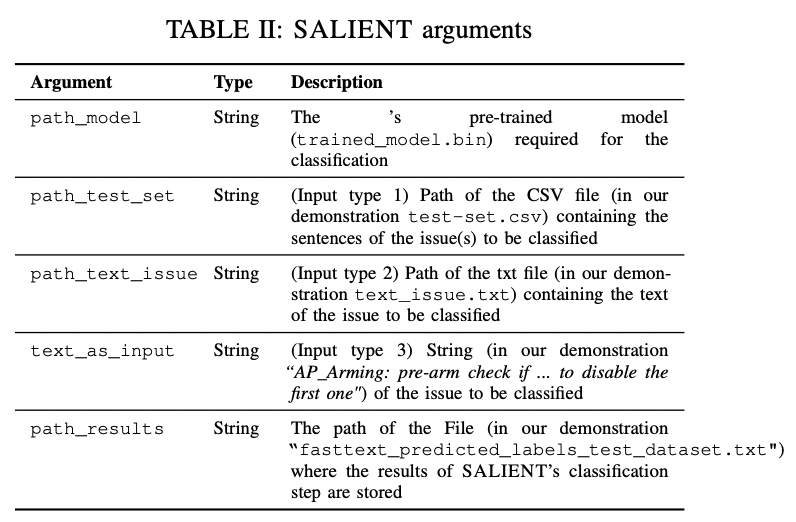 TABLE II: SALIENT arguments
Argument Type Description
path_model String The 's pre-trained model
(trained_model.bin) required for the
classification
path_test_set String (Input type 1) Path of the CSV file (in our
demonstration test-set.csv) containing the
sentences of the issue(s) to be classified
path_text_issue String (Input type 2) Path of the txt file (in our demon-
stration text_issue.txt) containing the text
of the issue to be classified
text_as_input String (Input type 3) String (in our demonstration
“AP_Arming: pre-arm check if ... to disable the
first one") of the issue to be classified
path_results String The path of the File (in our demonstration
“fasttext_predicted_labels_test_dataset.txt")
where the results of SALIENT's classification
step are stored